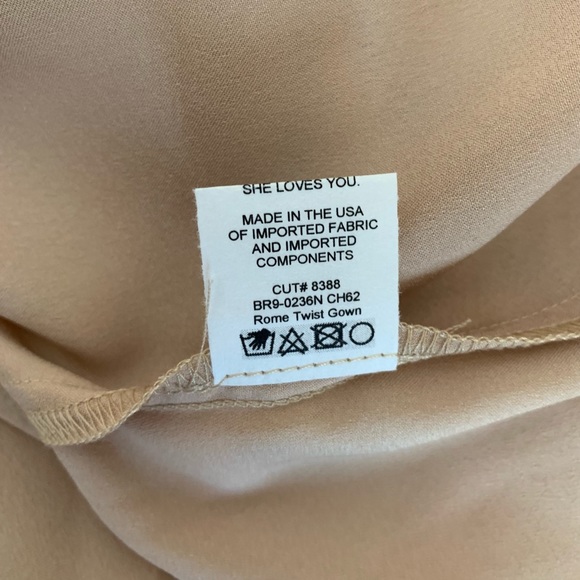 SHE LOVES YOU.
MADE IN THE USA
OF IMPORTED FABRIC
AND IMPORTED
COMPONENTS
CUT# 8388
BR9-0236N CH62
Rome Twist Gown